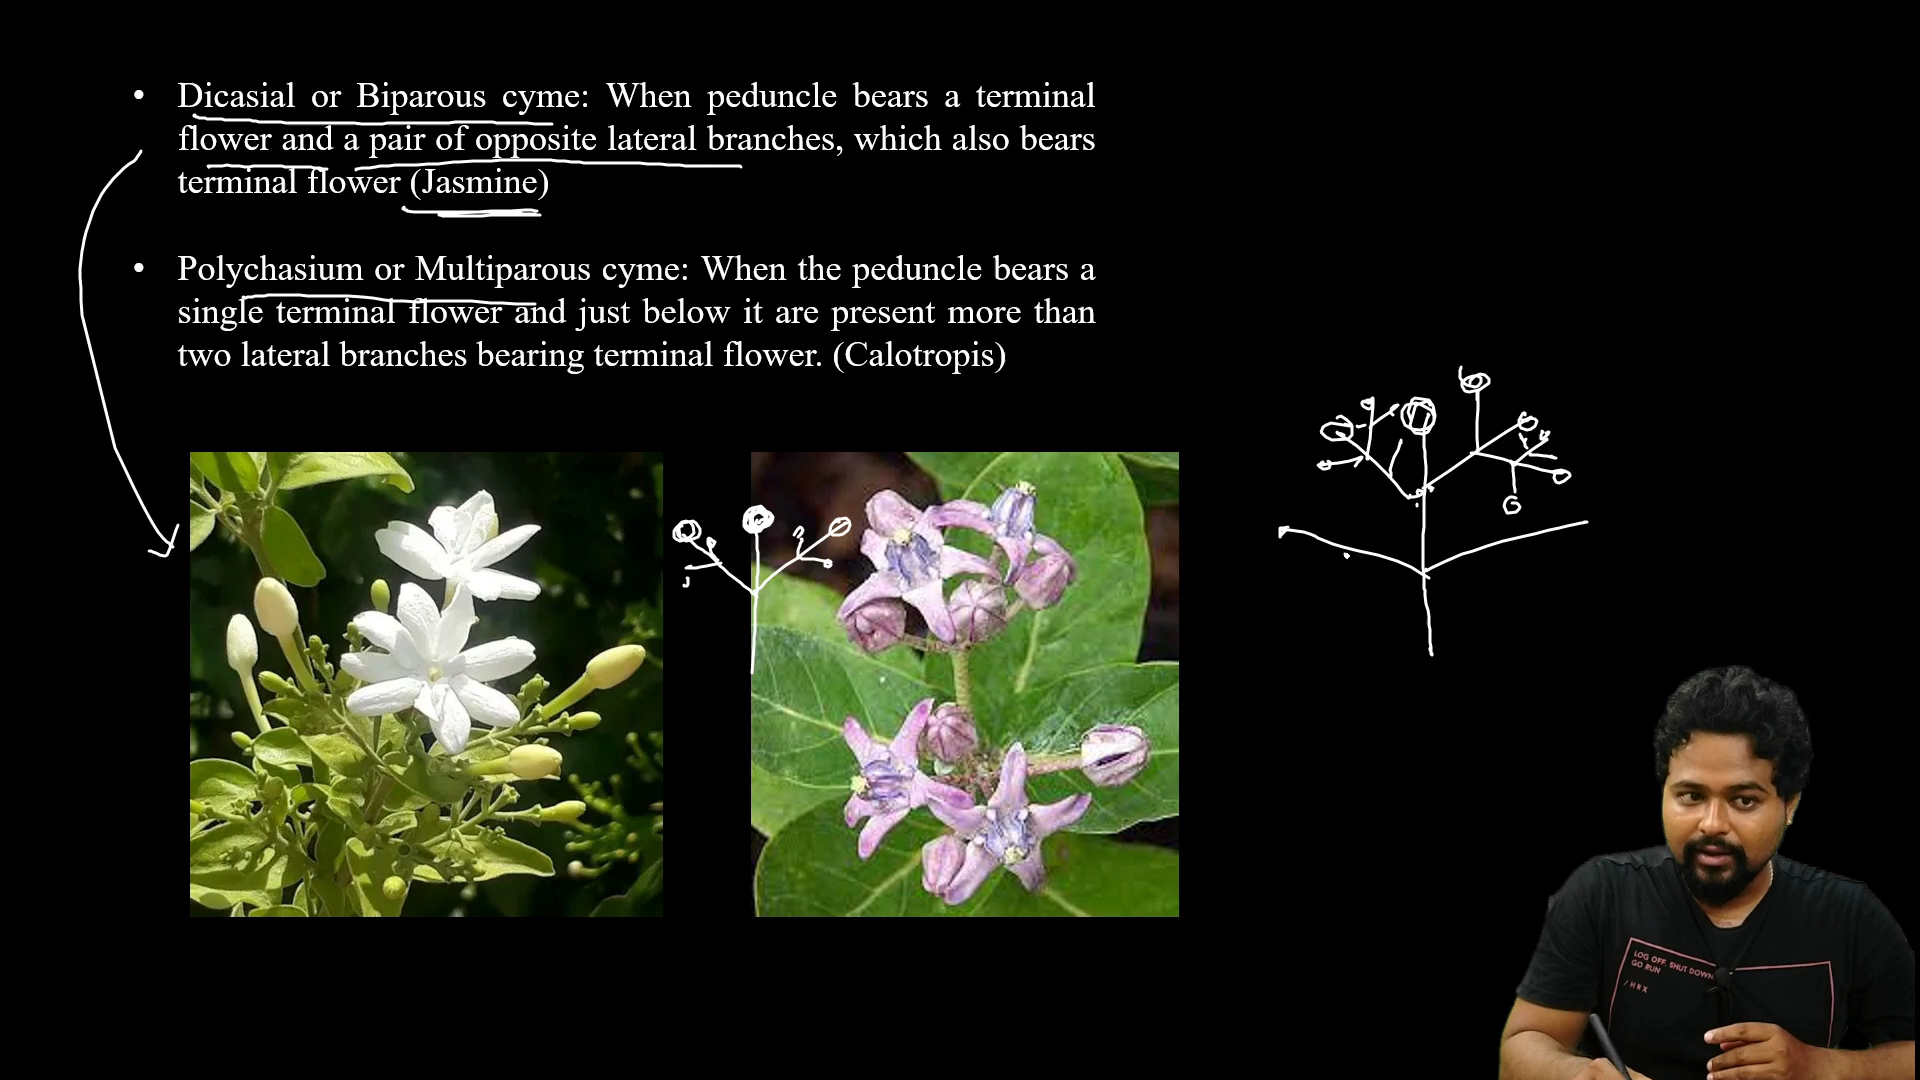 • Dicasial or Biparous cyme: When peduncle bears a terminal
flower and a pair of opposite lateral branches, which also bears
terminal flower (Jasmine)
• Polychasium or Multiparous cyme: When the peduncle bears a
single terminal flower and just below it are present more than
two lateral branches bearing terminal flower. (Calotropis)
LOG OFF. SHUT DOWN.
GO RUN
/HRX